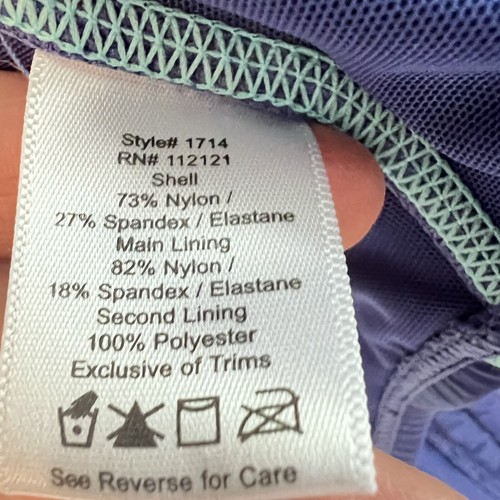 Style# 1714
RN# 112121
Shell
73% Nylon /
27% Spandex / Elastane
Main Lining
82% Nylon /
18% Spandex / Elastane
Second Lining
100% Polyester
Exclusive of Trims
See Reverse for Care